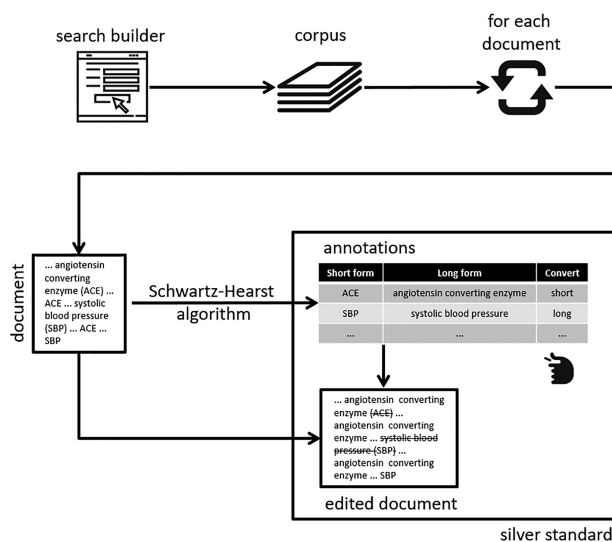 search builder
corpus
for each
document
document
... angiotensin
converting
enzyme (ACE) ...
ACE ... systolic
blood pressure
(SBP) ... ACE ...
SBP
Schwartz-Hearst
algorithm
annotations
Short form Long form Convert
ACE angiotensin converting enzyme short
SBP systolic blood pressure long
... ... ...
... angiotensin converting
enzyme (ACE) ...
angiotensin converting
enzyme ... systolic blood
pressure (SBP) ...
angiotensin converting
enzyme ... SBP
edited document
silver standard